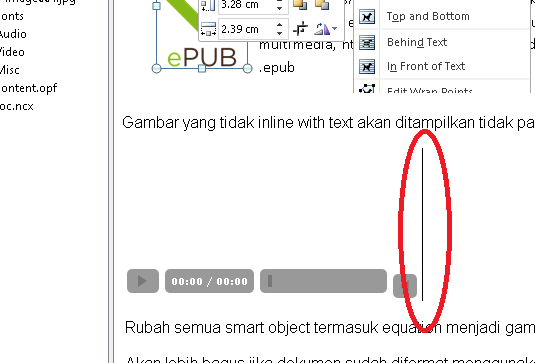 3.28 cm
Top and Bottom
onts
Audio
2.39 cm
Video
Behind Text
ePUB
multimedia,
Misc
In Front of Text
.epub
ontent.opf
Edit Wrap Points
oc.ncx
Gambar yang tidak inline with text akan ditampilkan tidak pa
00:00 / 00:00
Rubah semua smart object termasuk equation menjadi gam
Akan lebih bagus jika dokumen sudah diformat menggunak